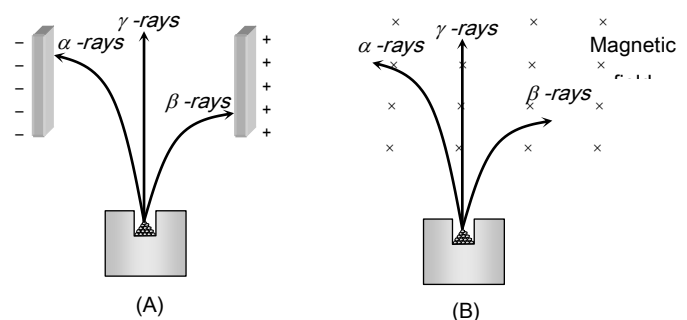 γ -rays
α -rays
β -rays
– – – – –
+ + + + +
(A)
γ -rays
α -rays
Magnetic
β -rays
× × × × × × × × × × ×
(B)